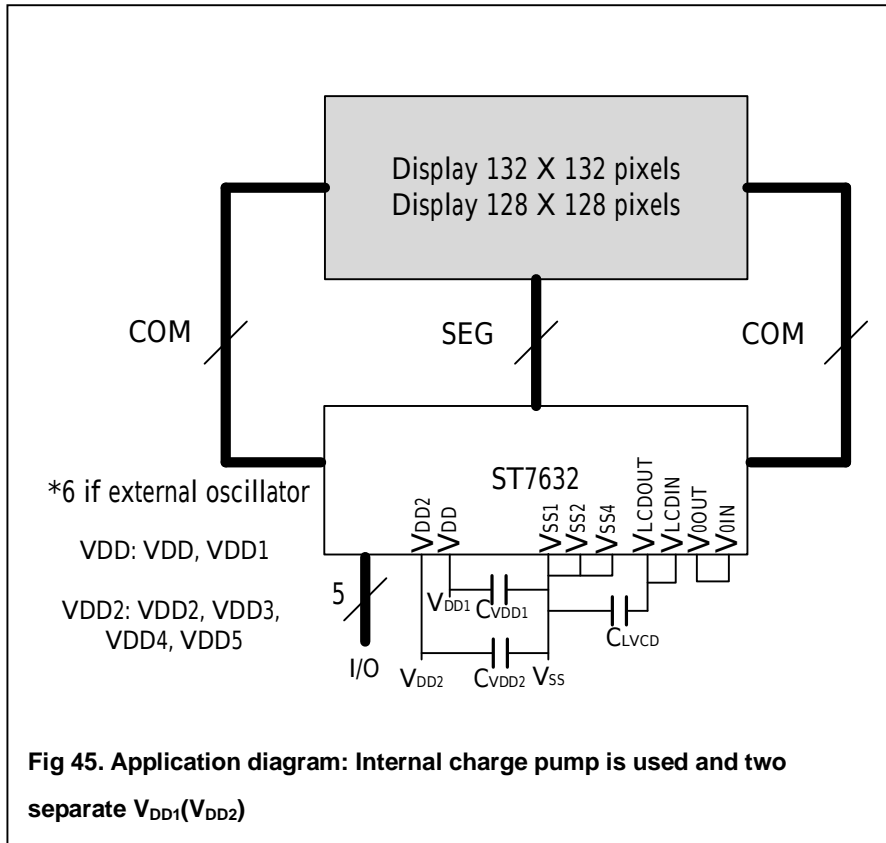 Display 132 X 132 pixels
Display 128 X 128 pixels
COM
SEG
COM
ST7632
*6 if external oscillator
VDD: VDD, VDD1
VDD2: VDD2, VDD3,
VDD4, VDD5
VDD2
VDD
VSS1
VSS2
VSS4
VLCDOUT
VLCDIN
V0OUT
V0IN
5
I/O
VDD1
CVDD1
CLVCD
VDD2
CVDD2
VSS
Fig 45. Application diagram: Internal charge pump is used and two
separate VDD1(VDD2)